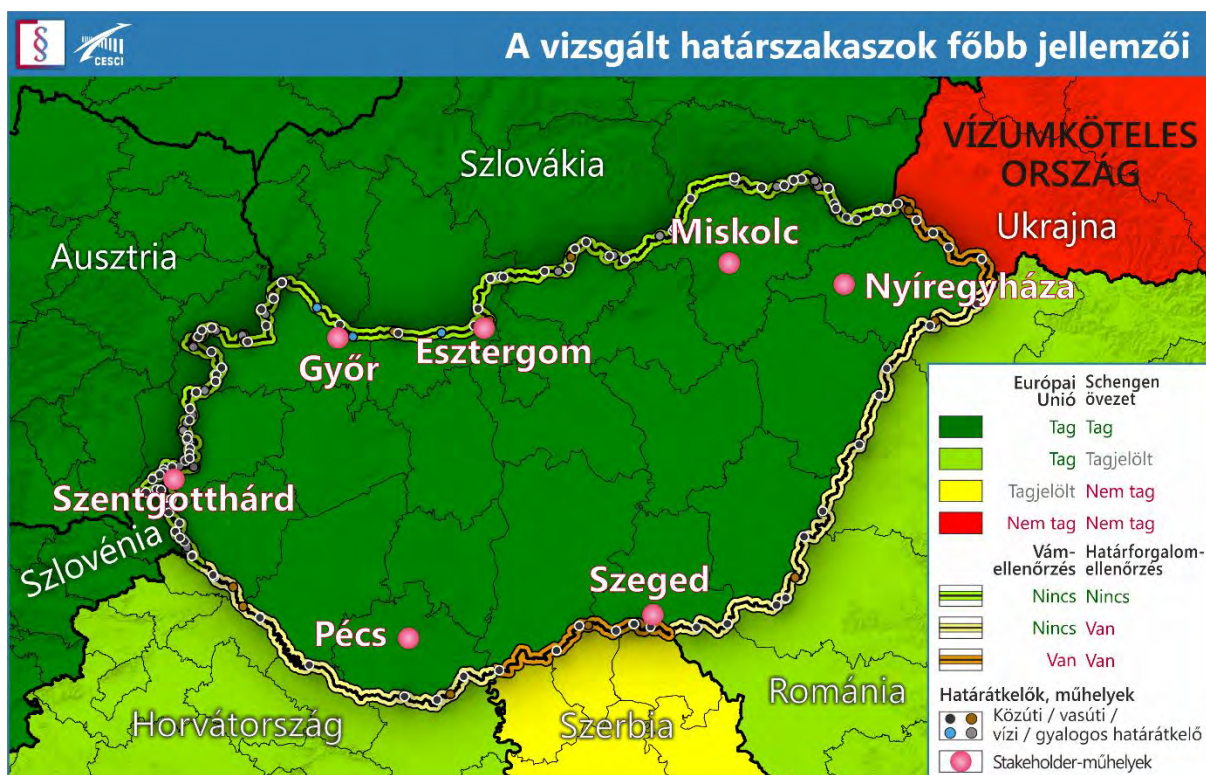 §
CESCI
A vizsgált határszakaszok főbb jellemzői
VÍZUMKÖTELES
ORSZÁG
Szlovákia
Ukrajna
Ausztria
Miskolc
Nyíregyháza
Esztergom
Győr
Szentgotthárd
Szlovénia
Szeged
Pécs
Horvátország
Szerbia
Románia
Európai Schengen
Unió övezet
Tag Tag
Tag Tagjelölt
Tagjelölt Nem tag
Nem tag Nem tag
Vám- Határforgalom-
ellenőrzés ellenőrzés
Nincs Nincs
Nincs Van
Van Van
Határátkelők, műhelyek
Közúti / vasúti /
vízi / gyalogos határátkelő
Stakeholder-műhelyek